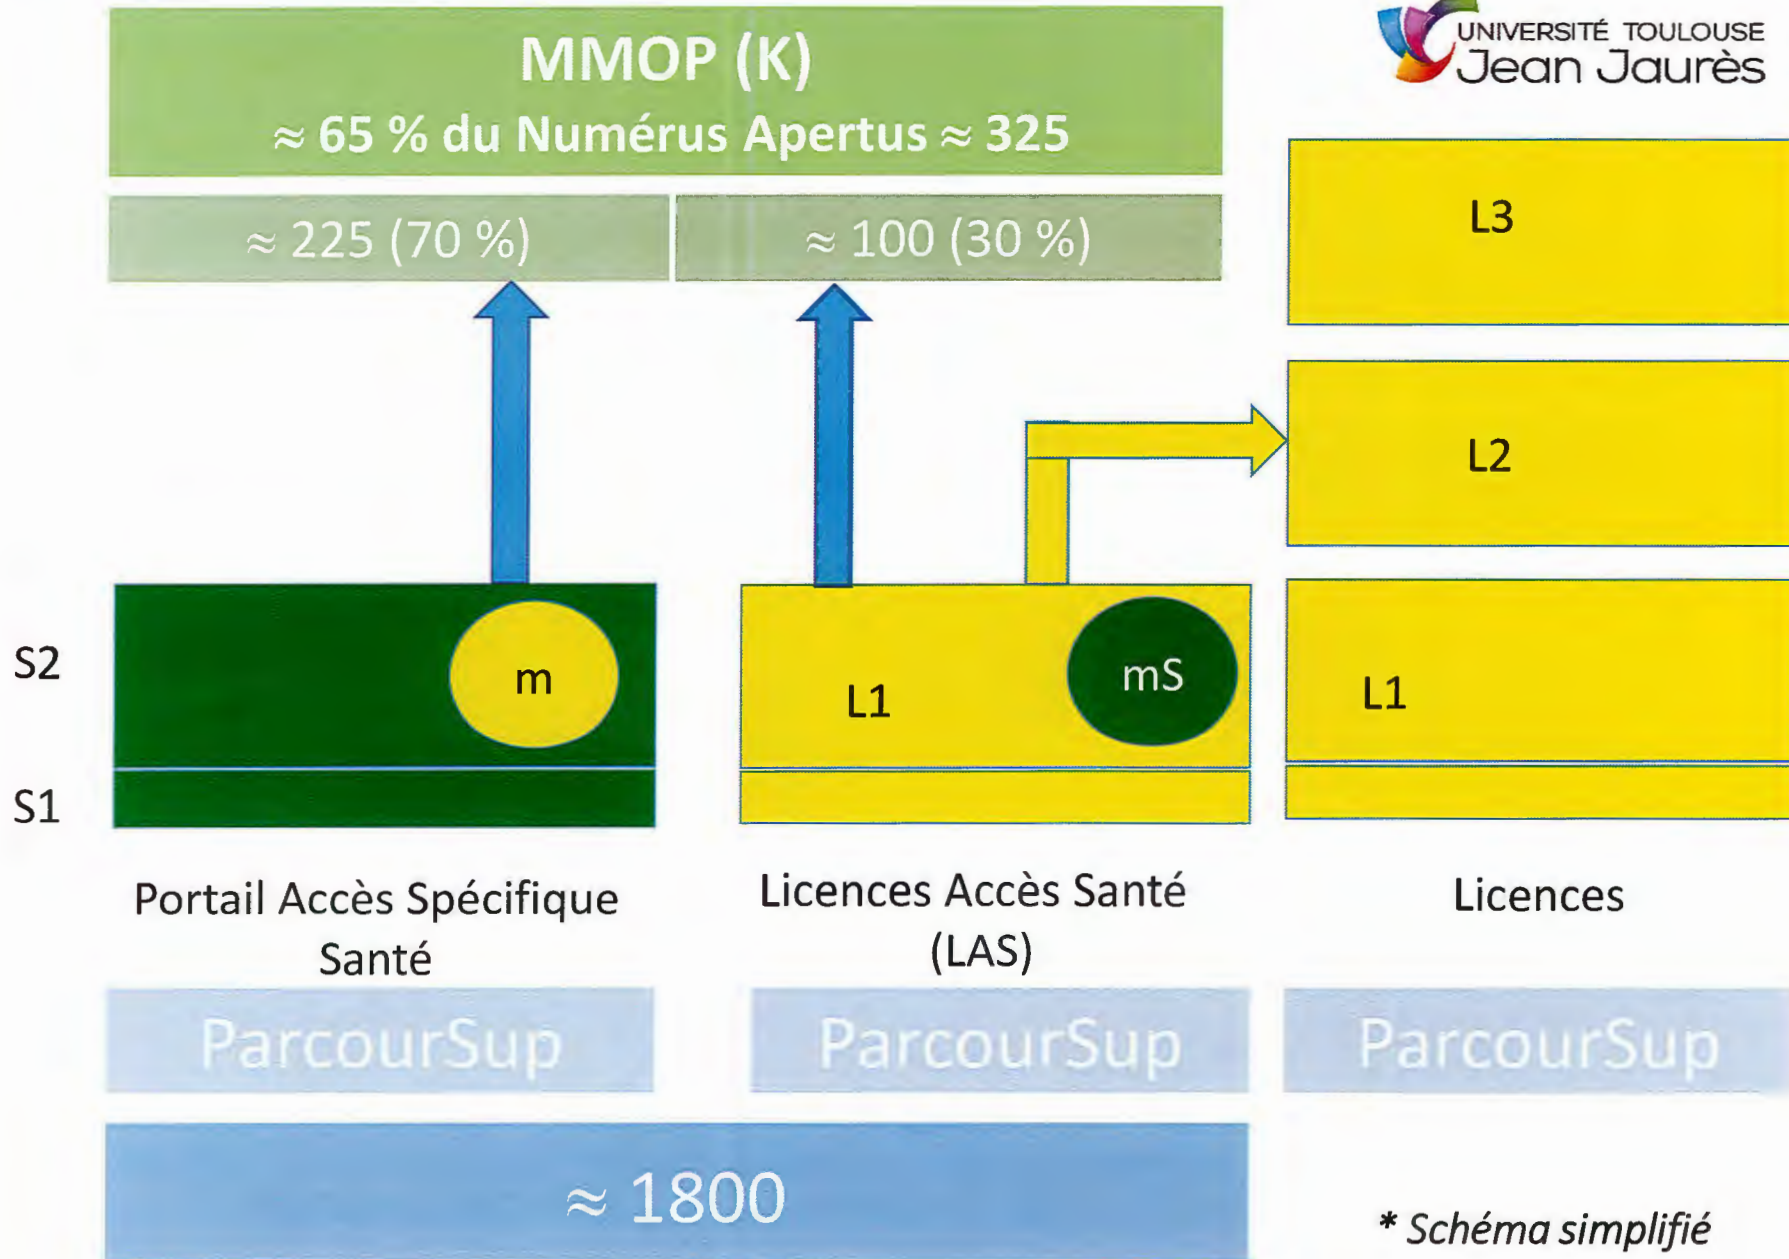 MMOP (K)
≈ 65 % du Numérus Apertus ≈ 325
UNIVERSITÉ TOULOUSE
Jean Jaurès
≈ 225 (70 %)
≈ 100 (30 %)
L3
L2
S2
m
L1
mS
L1
S1
Portail Accès Spécifique
Santé
Licences Accès Santé
(LAS)
Licences
ParcourSup
ParcourSup
ParcourSup
≈ 1800
* Schéma simplifié